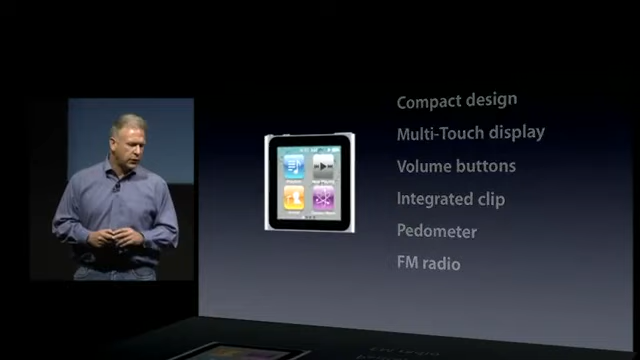 Compact design
Multi-Touch display
Volume buttons
Integrated clip
Pedometer
FM radio